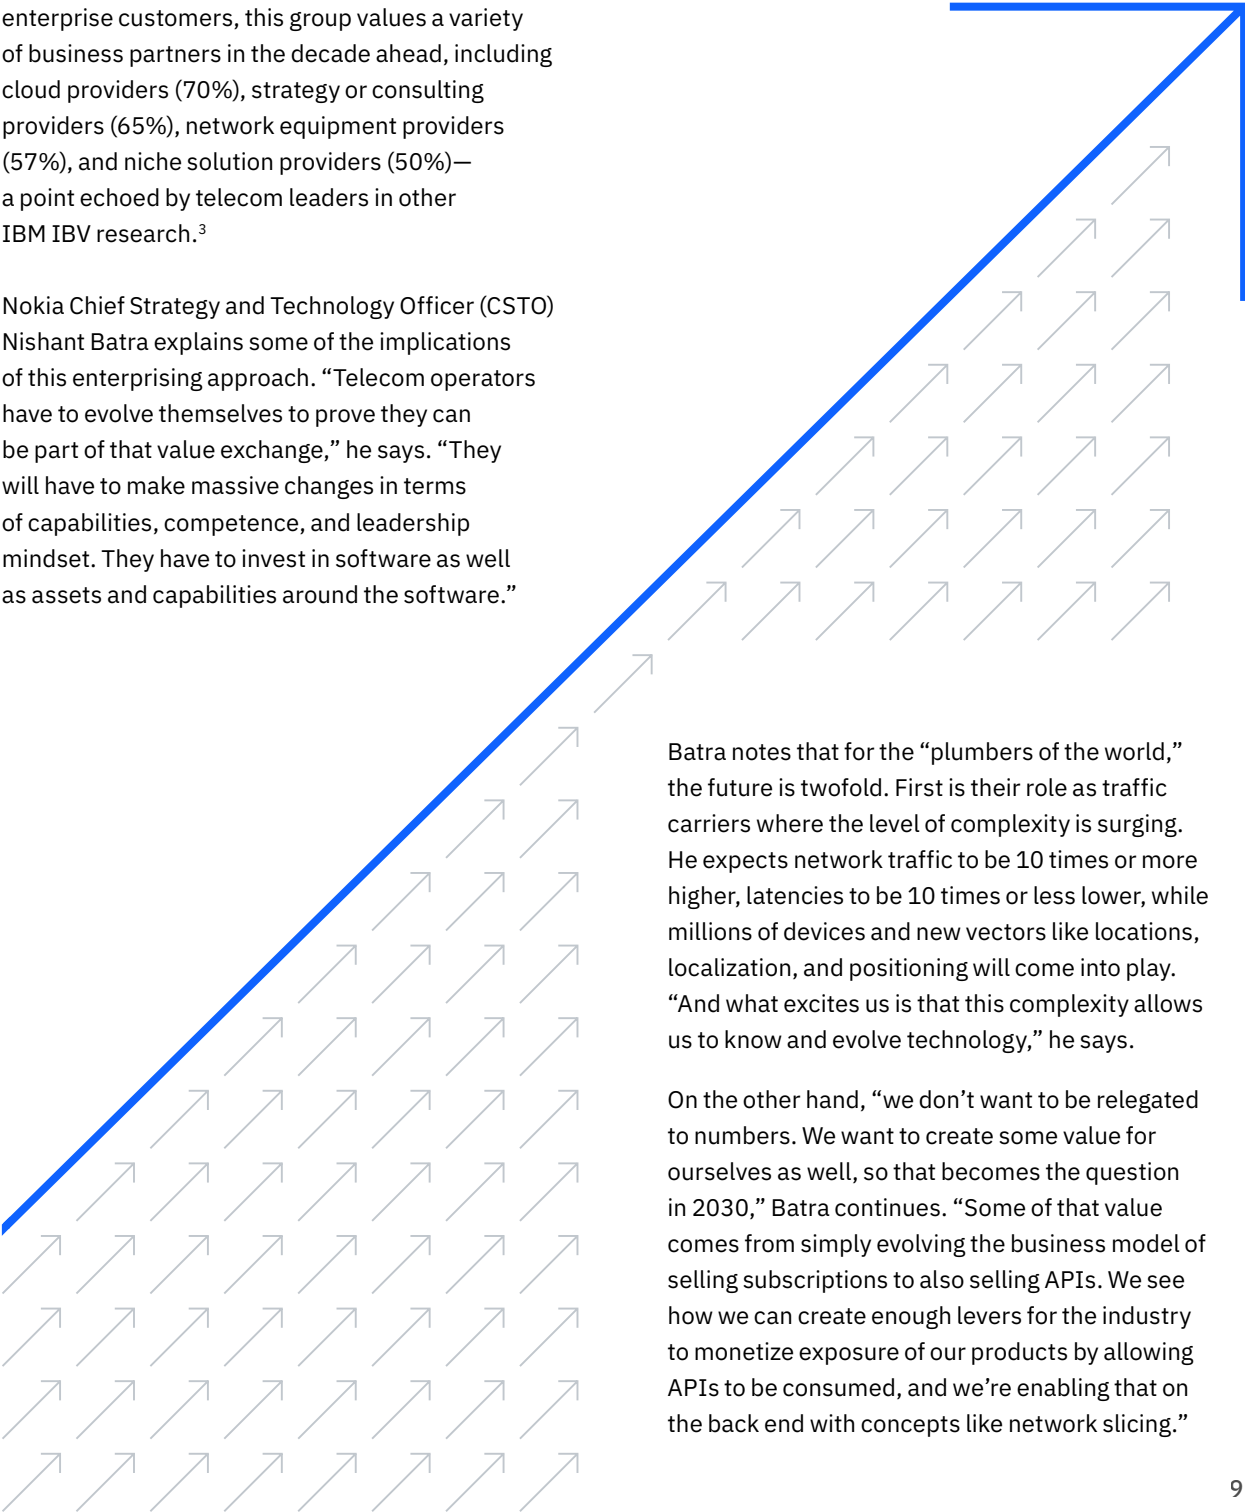 enterprise customers, this group values a variety
of business partners in the decade ahead, including
cloud providers (70%), strategy or consulting
providers (65%), network equipment providers
(57%), and niche solution providers (50%)—
a point echoed by telecom leaders in other
IBM IBV research.³
Nokia Chief Strategy and Technology Officer (CSTO)
Nishant Batra explains some of the implications
of this enterprising approach. “Telecom operators
have to evolve themselves to prove they can
be part of that value exchange,” he says. “They
will have to make massive changes in terms
of capabilities, competence, and leadership
mindset. They have to invest in software as well
as assets and capabilities around the software.”
Batra notes that for the “plumbers of the world,”
the future is twofold. First is their role as traffic
carriers where the level of complexity is surging.
He expects network traffic to be 10 times or more
higher, latencies to be 10 times or less lower, while
millions of devices and new vectors like locations,
localization, and positioning will come into play.
“And what excites us is that this complexity allows
us to know and evolve technology,” he says.
On the other hand, “we don’t want to be relegated
to numbers. We want to create some value for
ourselves as well, so that becomes the question
in 2030,” Batra continues. “Some of that value
comes from simply evolving the business model of
selling subscriptions to also selling APIs. We see
how we can create enough levers for the industry
to monetize exposure of our products by allowing
APIs to be consumed, and we’re enabling that on
the back end with concepts like network slicing.”
9